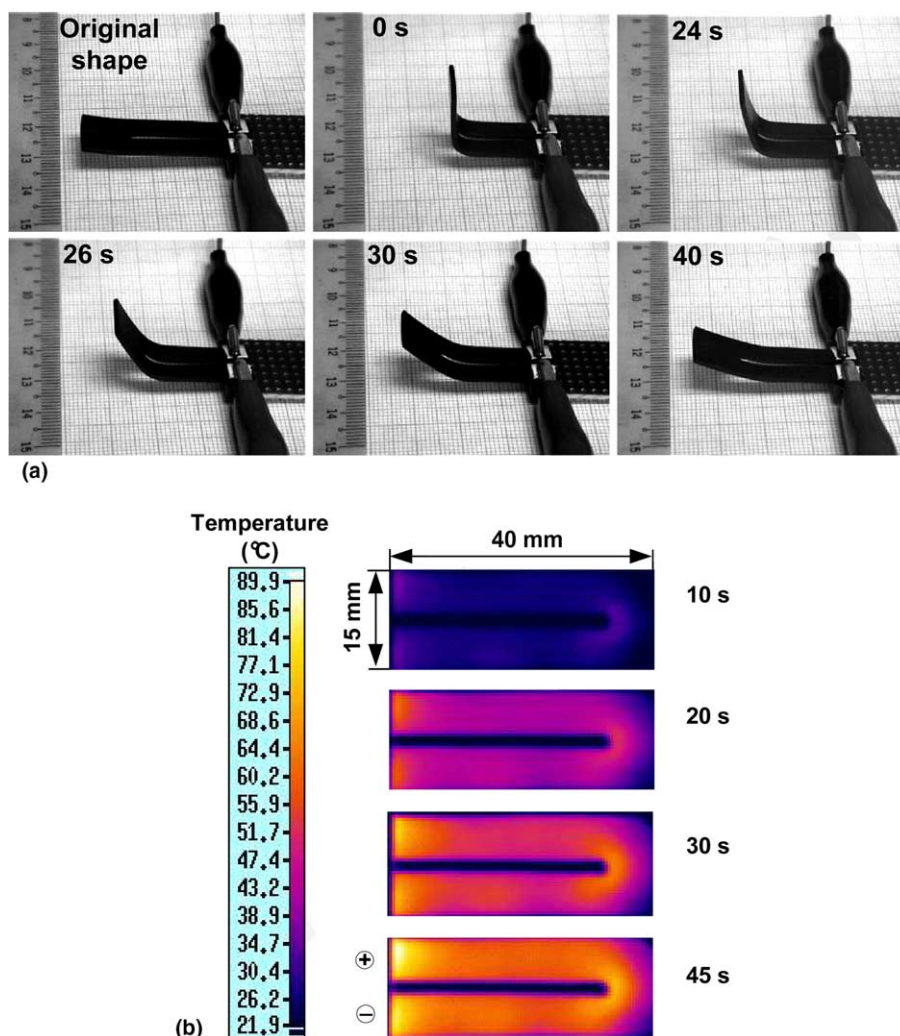 Original
shape
0 s
24 s
26 s
30 s
40 s
(a)
Temperature
(°C)
89.9
85.6
81.4
77.1
72.9
68.6
64.4
60.2
55.9
51.7
47.4
43.2
38.9
34.7
30.4
26.2
21.9
40 mm
15 mm
10 s
20 s
30 s
45 s
+
−
(b)